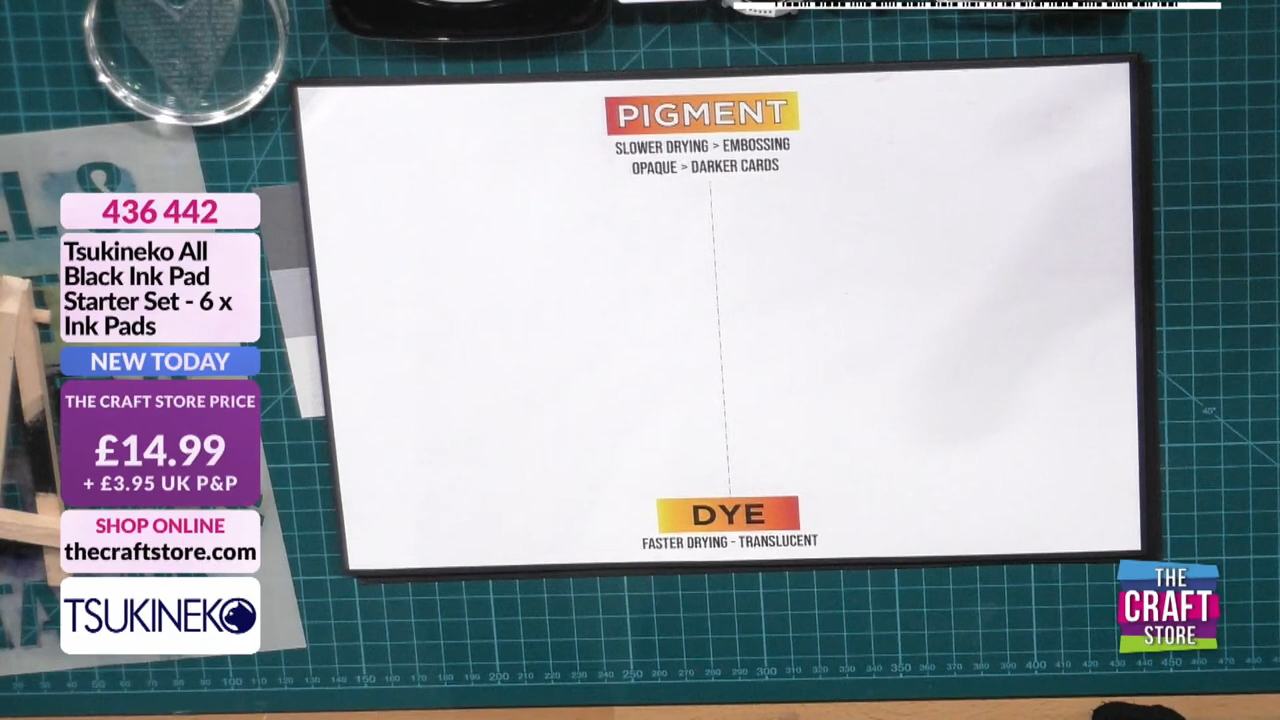 PIGMENT
SLOWER DRYING > EMBOSSING
OPAQUE > DARKER CARDS
DYE
FASTER DRYING - TRANSLUCENT
436 442
Tsukineko All
Black Ink Pad
Starter Set - 6 x
Ink Pads
NEW TODAY
THE CRAFT STORE PRICE
£14.99
+ £3.95 UK P&P
SHOP ONLINE
thecraftstore.com
TSUKINEKO
THE
CRAFT
STORE